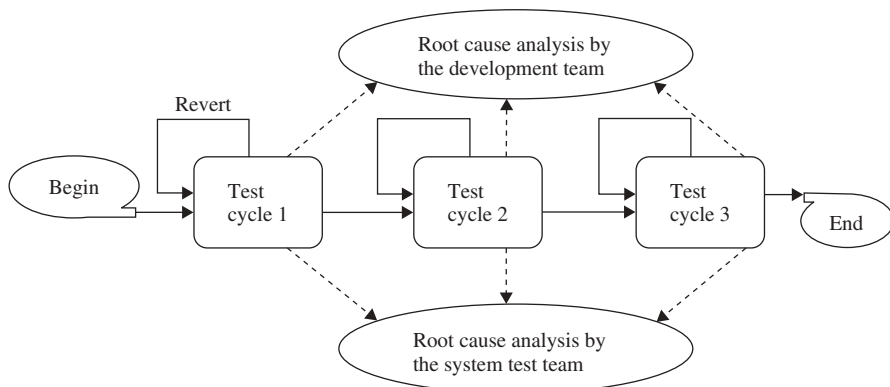 Root cause analysis by
the development team
Revert
Begin
Test
cycle 1
Test
cycle 2
Test
cycle 3
End
Root cause analysis by
the system test team